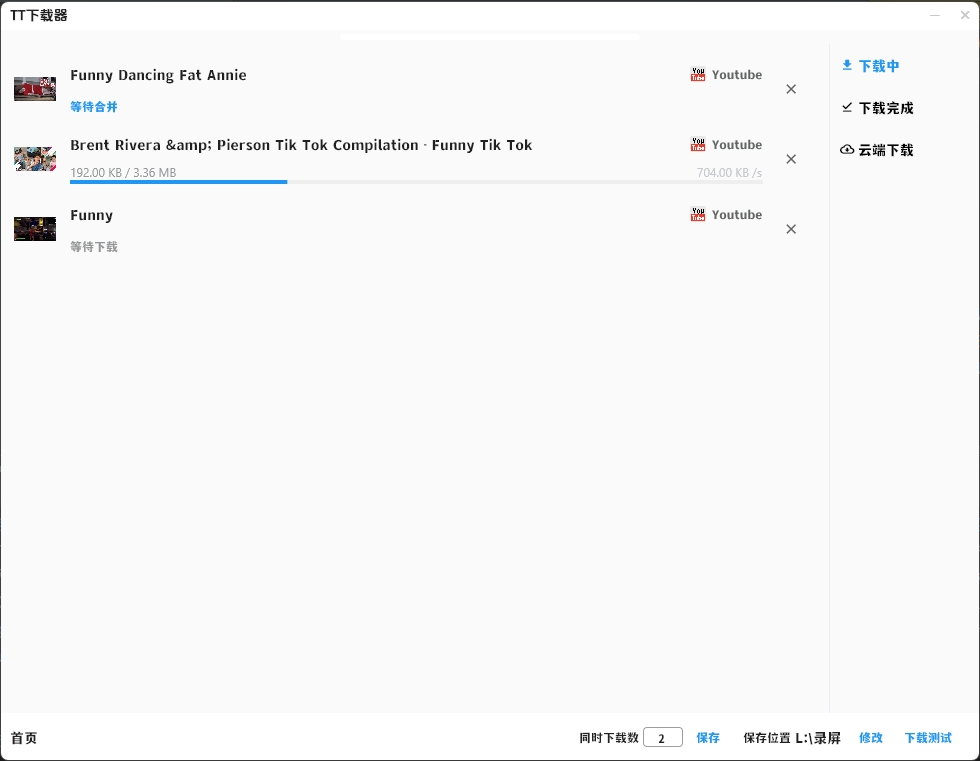 TT下载器
Funny Dancing Fat Annie
Youtube
等待合并
Brent Rivera &amp; Pierson Tik Tok Compilation · Funny Tik Tok
Youtube
192.00 KB / 3.36 MB
704.00 KB /s
Funny
Youtube
等待下载
下载中
下载完成
云端下载
首页
同时下载数 2 保存 保存位置 L:\录屏 修改 下载测试